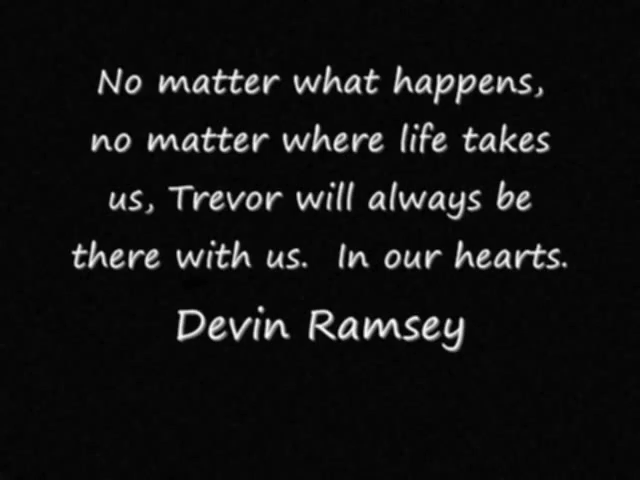 No matter what happens,
no matter where life takes
us, Trevor will always be
there with us.  In our hearts.
Devin Ramsey